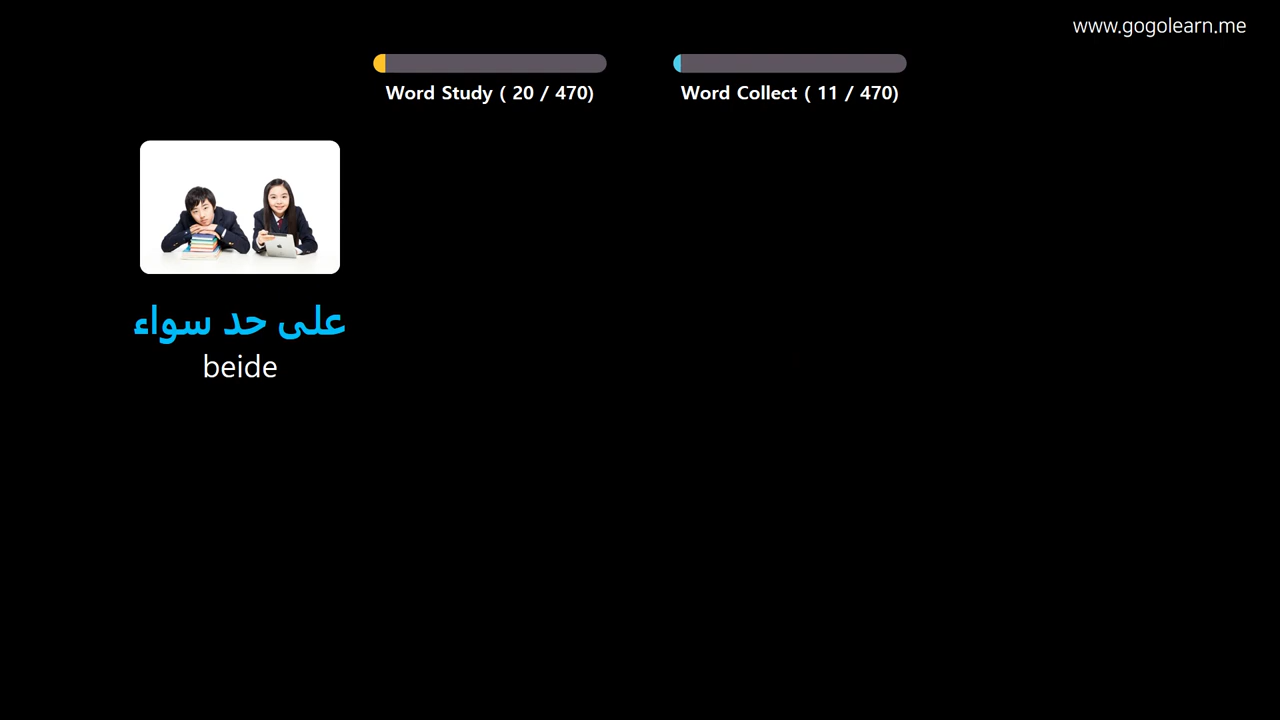 www.gogolearn.me
Word Study ( 20 / 470)
Word Collect ( 11 / 470)
على حد سواء
beide